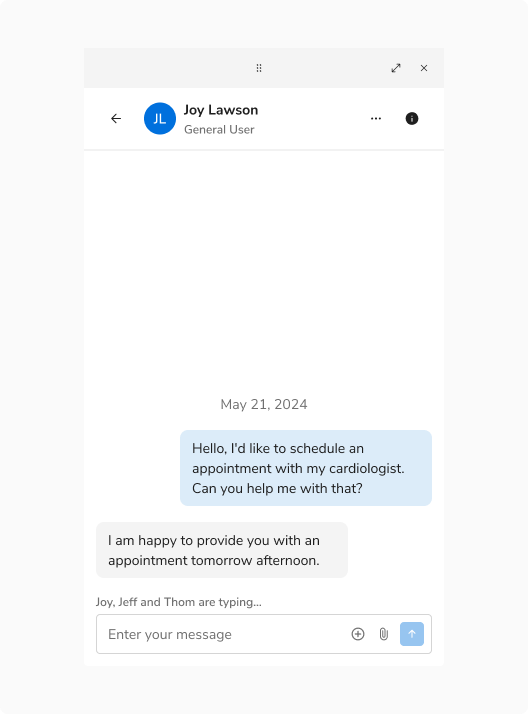 JL
Joy Lawson
General User
May 21, 2024
Hello, I'd like to schedule an
appointment with my cardiologist.
Can you help me with that?
I am happy to provide you with an
appointment tomorrow afternoon.
Joy, Jeff and Thom are typing...
Enter your message